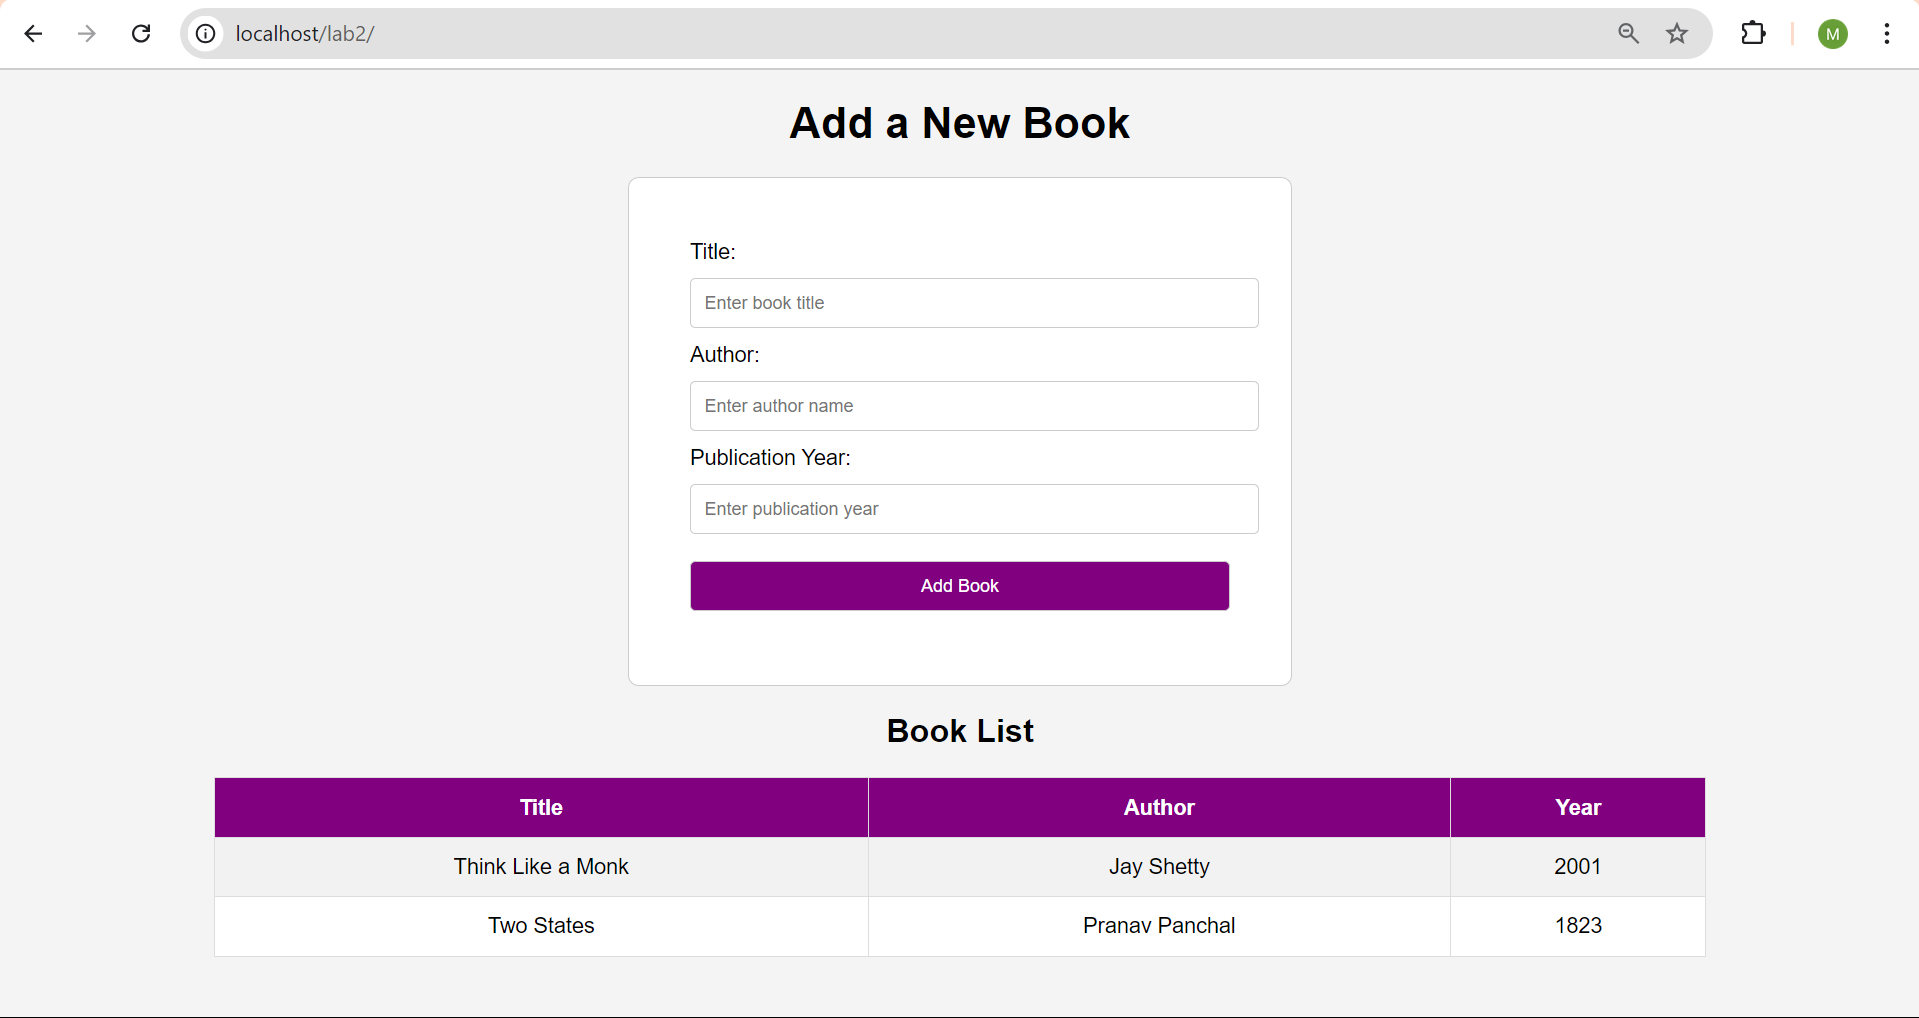 localhost/lab2/
M
Add a New Book
Title:
Enter book title
Author:
Enter author name
Publication Year:
Enter publication year
Add Book
Book List
Title Author Year
Think Like a Monk Jay Shetty 2001
Two States Pranav Panchal 1823